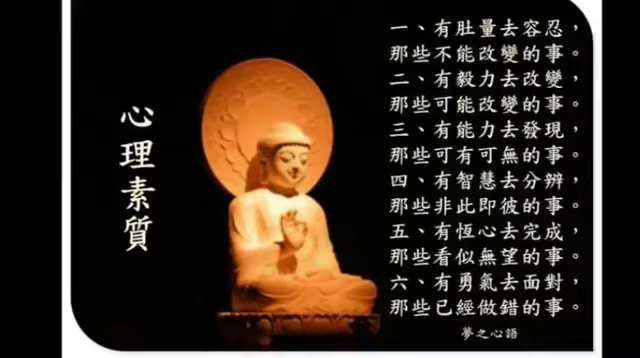 心理素質
一、有肚量去容忍，
那些不能改變的事。
二、有毅力去改變，
那些可能改變的事。
三、有能力去發現，
那些可有可無的事。
四、有智慧去分辨，
那些非此即彼的事。
五、有恆心去完成，
那些看似無望的事。
六、有勇氣去面對，
那些已經做錯的事。
夢之心語